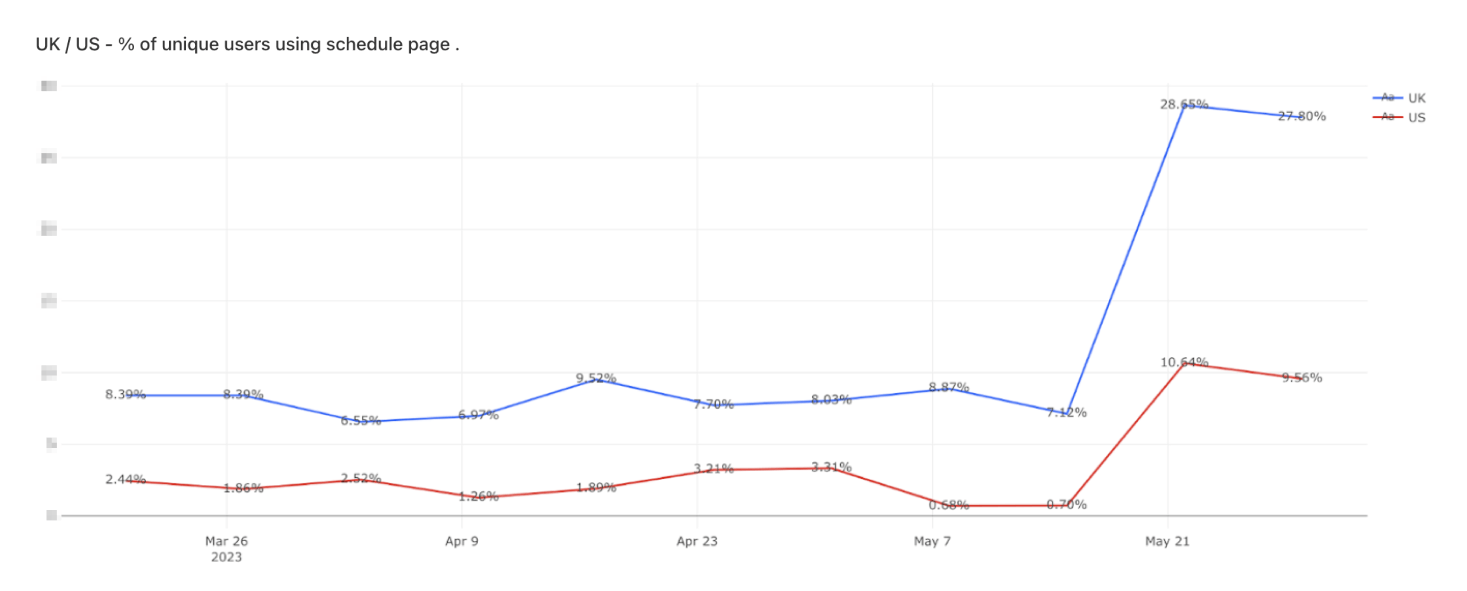 UK / US - % of unique users using schedule page .
28.65%
27.80%
UK
US
10.64%
9.56%
8.39%
8.39%
6.55%
6.97%
9.52%
7.70%
8.03%
8.87%
7.12%
2.44%
1.86%
2.52%
1.26%
1.89%
3.21%
3.31%
0.68%
0.70%
Mar 26
2023
Apr 9
Apr 23
May 7
May 21